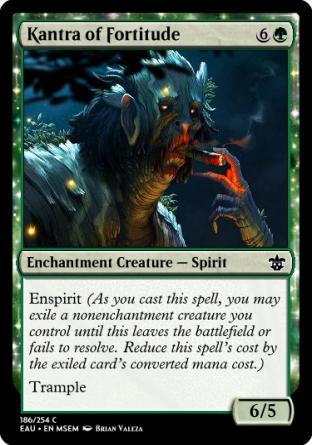 Kantra of Fortitude 6
Enchantment Creature — Spirit
Enspirit (As you cast this spell, you may
exile a nonenchantment creature you
control until this leaves the battlefield or
fails to resolve. Reduce this spell's cost by
the exiled card's converted mana cost.)
Trample
6/5
186/254 C
EAU • EN MSEM Brian Valeza